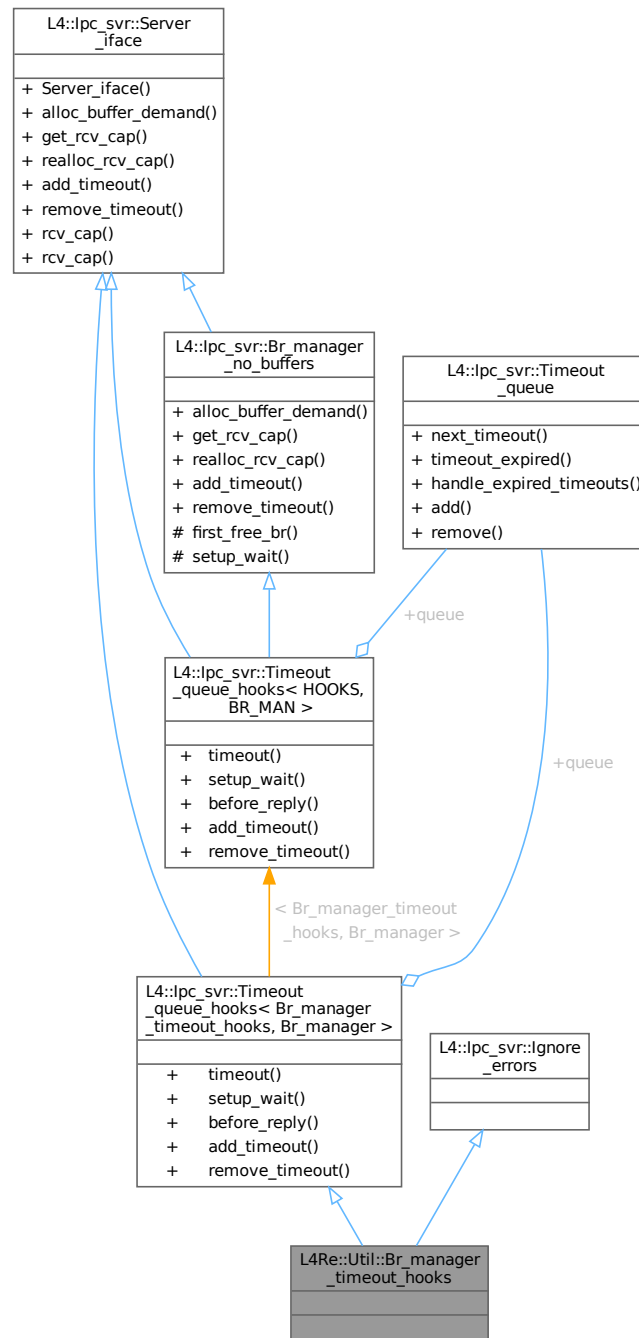 L4::Ipc_svr::Server
_iface
+ Server_iface()
+ alloc_buffer_demand()
+ get_rcv_cap()
+ realloc_rcv_cap()
+ add_timeout()
+ remove_timeout()
+ rcv_cap()
+ rcv_cap()
L4::Ipc_svr::Br_manager
_no_buffers
+ alloc_buffer_demand()
+ get_rcv_cap()
+ realloc_rcv_cap()
+ add_timeout()
+ remove_timeout()
# first_free_br()
# setup_wait()
L4::Ipc_svr::Timeout
_queue
+ next_timeout()
+ timeout_expired()
+ handle_expired_timeouts()
+ add()
+ remove()
+queue
L4::Ipc_svr::Timeout
_queue_hooks< HOOKS,
BR_MAN >
+ timeout()
+ setup_wait()
+ before_reply()
+ add_timeout()
+ remove_timeout()
+queue
< Br_manager_timeout
_hooks, Br_manager >
L4::Ipc_svr::Timeout
_queue_hooks< Br_manager
_timeout_hooks, Br_manager >
+ timeout()
+ setup_wait()
+ before_reply()
+ add_timeout()
+ remove_timeout()
L4::Ipc_svr::Ignore
_errors
L4Re::Util::Br_manager
_timeout_hooks